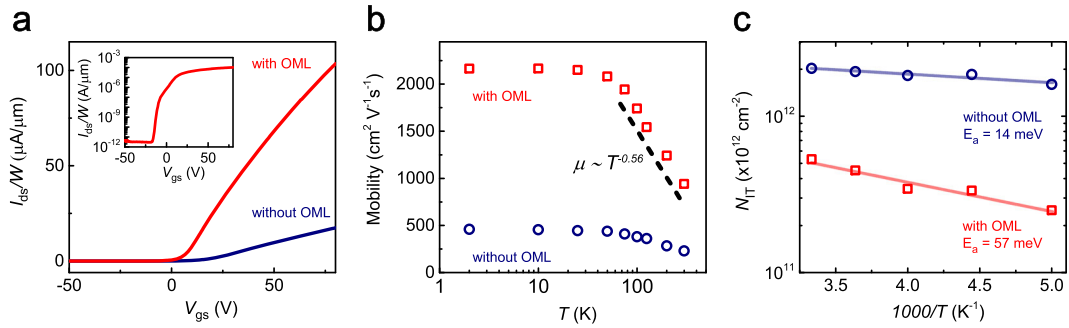 a
I_ds/W (μA/μm)
100
50
0
-50
0
50
V_gs (V)
with OML
without OML
I_ds/W (A/μm)
10^-3
10^-6
10^-9
10^-12
-50
0
50
V_gs (V)
b
Mobility (cm² V⁻¹s⁻¹)
2000
1500
1000
500
0
1
10
100
T (K)
with OML
μ ~ T^-0.56
without OML
c
N_IT (x10^12 cm^-2)
10^12
10^11
3.5
4.0
4.5
5.0
1000/T (K^-1)
without OML
E_a = 14 meV
with OML
E_a = 57 meV